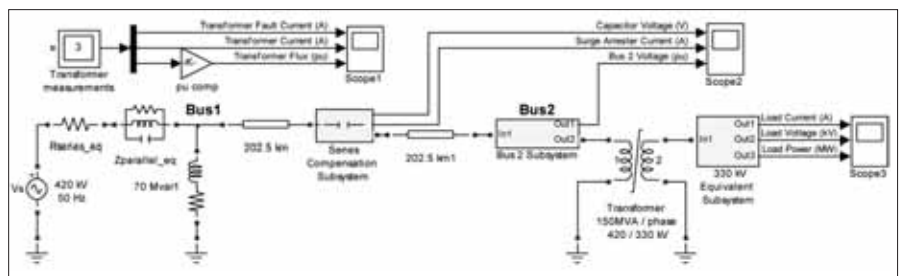 Transformer Fault Current (A)
Transformer Current (A)
Transformer Flux (pu)
3
Transformer
measurements
pu comp
Scope1
Capacitor Voltage (V)
Surge Arrester Current (A)
Bus 2 Voltage (pu)
Scope2
Bus1
Bus2
Rseries_eq
Zparallel_eq
202.5 km
Series
Compensation
Subsystem
202.5 km1
In1
Out1
Out2
Bus 2 Subsystem
Vs
420 kV
50 Hz
70 Mvar1
1
2
Transformer
150MVA / phase
420 / 330 kV
In1
Out1
Out2
Out3
330 kV
Equivalent
Subsystem
Load Current (A)
Load Voltage (kV)
Load Power (MW)
Scope3